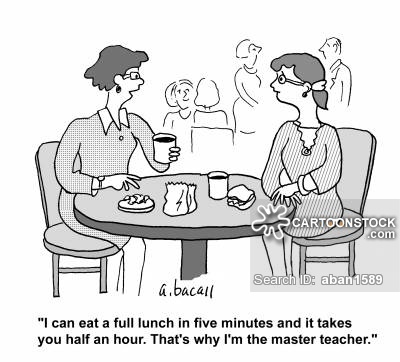 CARTOONSTOCK
.com
Search ID: aban1589
a.bacall
"I can eat a full lunch in five minutes and it takes
you half an hour. That's why I'm the master teacher."